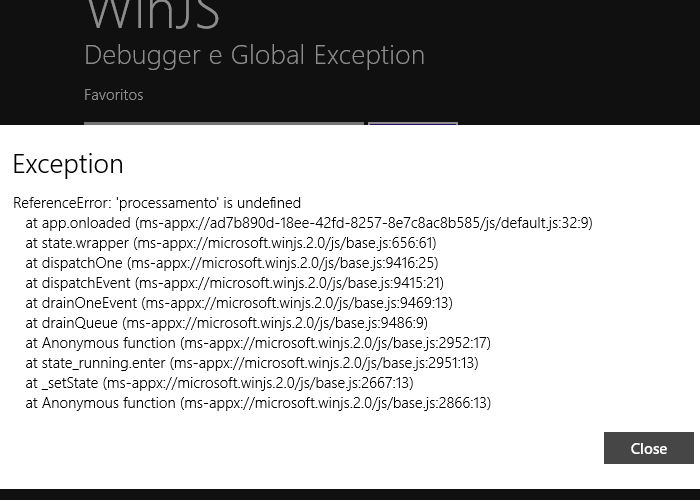 WinJS
Debugger e Global Exception
Favoritos
Exception
ReferenceError: 'processamento' is undefined
at app.onloaded (ms-appx://ad7b890d-18ee-42fd-8257-8e7c8ac8b585/js/default.js:32:9)
at state.wrapper (ms-appx://microsoft.winjs.2.0/js/base.js:656:61)
at dispatchOne (ms-appx://microsoft.winjs.2.0/js/base.js:9416:25)
at dispatchEvent (ms-appx://microsoft.winjs.2.0/js/base.js:9415:21)
at drainOneEvent (ms-appx://microsoft.winjs.2.0/js/base.js:9469:13)
at drainQueue (ms-appx://microsoft.winjs.2.0/js/base.js:9486:9)
at Anonymous function (ms-appx://microsoft.winjs.2.0/js/base.js:2952:17)
at state_running.enter (ms-appx://microsoft.winjs.2.0/js/base.js:2951:13)
at _setState (ms-appx://microsoft.winjs.2.0/js/base.js:2667:13)
at Anonymous function (ms-appx://microsoft.winjs.2.0/js/base.js:2866:13)
Close